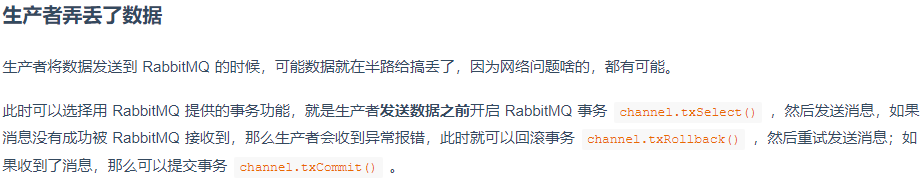 生产者弄丢了数据
生产者将数据发送到 RabbitMQ 的时候，可能数据就在半路给搞丢了，因为网络问题啥的，都有可能。
此时可以选择用 RabbitMQ 提供的事务功能，就是生产者发送数据之前开启 RabbitMQ 事务 channel.txSelect() ，然后发送消息，如果
消息没有成功被 RabbitMQ 接收到，那么生产者会收到异常报错，此时就可以回滚事务 channel.txRollback() ，然后重试发送消息；如
果收到了消息，那么可以提交事务 channel.txCommit() 。